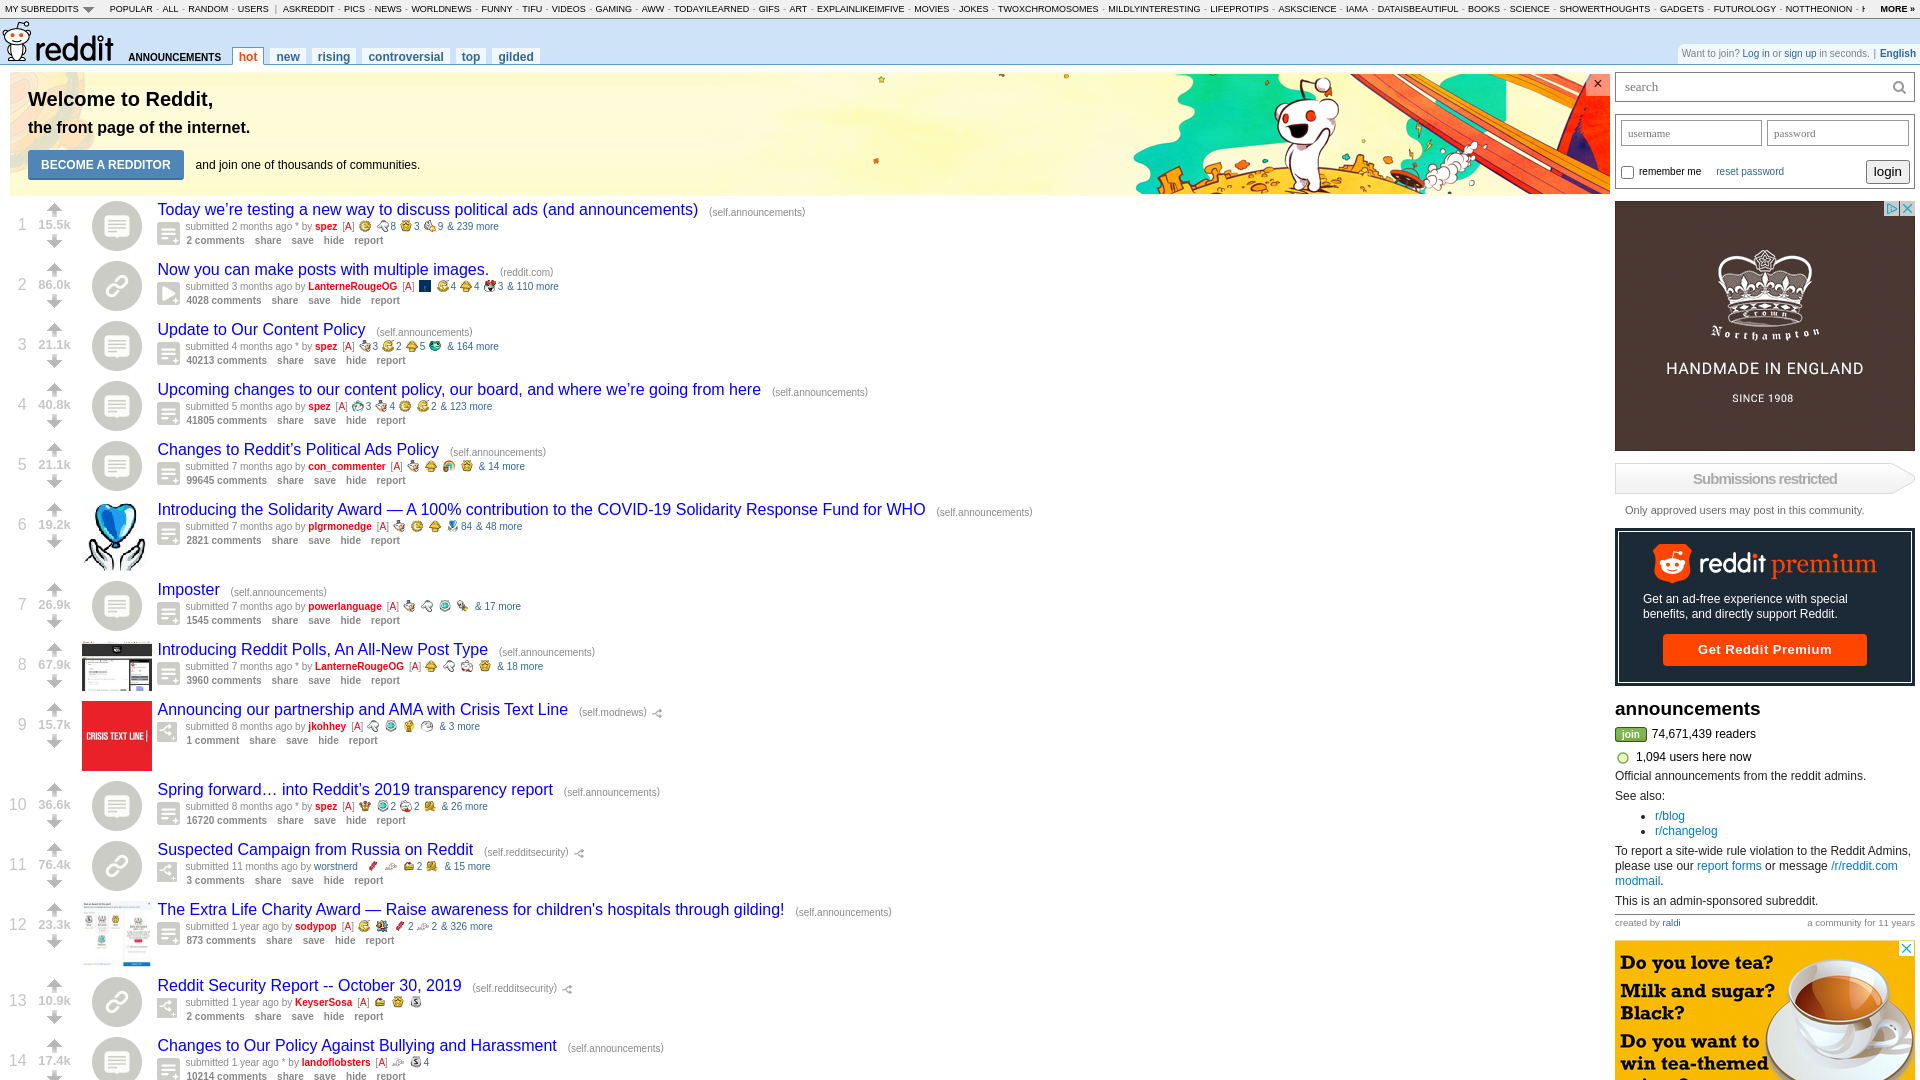 MY SUBREDDITS POPULAR - ALL - RANDOM - USERS | ASKREDDIT - PICS - NEWS - WORLDNEWS - FUNNY - TIFU - VIDEOS - GAMING - AWW - TODAYILEARNED - GIFS - ART - EXPLAINLIKEIMFIVE - MOVIES - JOKES - TWOXCHROMOSOMES - MILDLYINTERESTING - LIFEPROTIPS - ASKSCIENCE - IAMA - DATAISBEAUTIFUL - BOOKS - SCIENCE - SHOWERTHOUGHTS - GADGETS - FUTUROLOGY - NOTTHEONION - MORE »
reddit ANNOUNCEMENTS hot new rising controversial top gilded
Want to join? Log in or sign up in seconds. | English
Welcome to Reddit,
the front page of the internet.
BECOME A REDDITOR and join one of thousands of communities.
×
1 15.5k
Today we’re testing a new way to discuss political ads (and announcements) (self.announcements)
submitted 2 months ago * by spez [A] 8 3 9 & 239 more
2 comments share save hide report
2 86.0k
Now you can make posts with multiple images. (reddit.com)
submitted 3 months ago by LanterneRougeOG [A] 4 4 3 & 110 more
4028 comments share save hide report
3 21.1k
Update to Our Content Policy (self.announcements)
submitted 4 months ago * by spez [A] 3 2 5 & 164 more
40213 comments share save hide report
4 40.8k
Upcoming changes to our content policy, our board, and where we’re going from here (self.announcements)
submitted 5 months ago by spez [A] 3 4 2 & 123 more
41805 comments share save hide report
5 21.1k
Changes to Reddit’s Political Ads Policy (self.announcements)
submitted 7 months ago by con_commenter [A] & 14 more
99645 comments share save hide report
6 19.2k
Introducing the Solidarity Award — A 100% contribution to the COVID-19 Solidarity Response Fund for WHO (self.announcements)
submitted 7 months ago by plgrmonedge [A] 84 & 48 more
2821 comments share save hide report
7 26.9k
Imposter (self.announcements)
submitted 7 months ago by powerlanguage [A] & 17 more
1545 comments share save hide report
8 67.9k
Introducing Reddit Polls, An All-New Post Type (self.announcements)
submitted 7 months ago * by LanterneRougeOG [A] & 18 more
3960 comments share save hide report
9 15.7k
CRISIS TEXT LINE |
Announcing our partnership and AMA with Crisis Text Line (self.modnews)
submitted 8 months ago by jkohhey [A] & 3 more
1 comment share save hide report
10 36.6k
Spring forward… into Reddit’s 2019 transparency report (self.announcements)
submitted 8 months ago * by spez [A] 2 2 & 26 more
16720 comments share save hide report
11 76.4k
Suspected Campaign from Russia on Reddit (self.redditsecurity)
submitted 11 months ago by worstnerd 2 & 15 more
3 comments share save hide report
12 23.3k
The Extra Life Charity Award — Raise awareness for children's hospitals through gilding! (self.announcements)
submitted 1 year ago by sodypop [A] 2 2 & 326 more
873 comments share save hide report
13 10.9k
Reddit Security Report -- October 30, 2019 (self.redditsecurity)
submitted 1 year ago by KeyserSosa [A]
2 comments share save hide report
14 17.4k
Changes to Our Policy Against Bullying and Harassment (self.announcements)
submitted 1 year ago * by landoflobsters [A] 4
10214 comments share save hide report
search
username password
remember me reset password login
Crown
Northampton
HANDMADE IN ENGLAND
SINCE 1908
Submissions restricted
Only approved users may post in this community.
reddit premium
Get an ad-free experience with special
benefits, and directly support Reddit.
Get Reddit Premium
announcements
join 74,671,439 readers
1,094 users here now
Official announcements from the reddit admins.
See also:
• r/blog
• r/changelog
To report a site-wide rule violation to the Reddit Admins,
please use our report forms or message /r/reddit.com
modmail.
This is an admin-sponsored subreddit.
created by raldi a community for 11 years
Do you love tea?
Milk and sugar?
Black?
Do you want to
win tea-themed